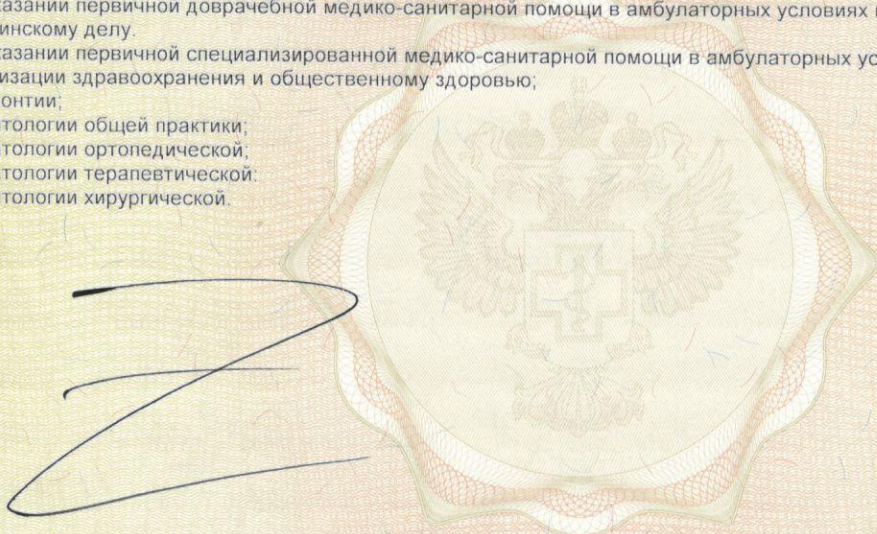 казании первичной доврачебной медико-санитарной помощи в амбулаторных условиях
инскому делу.
казании первичной специализированной медико-санитарной помощи в амбулаторных ус
изации здравоохранения и общественному здоровью;
онтии;
тологии общей практики;
тологии ортопедической;
тологии терапевтической:
тологии хирургической.